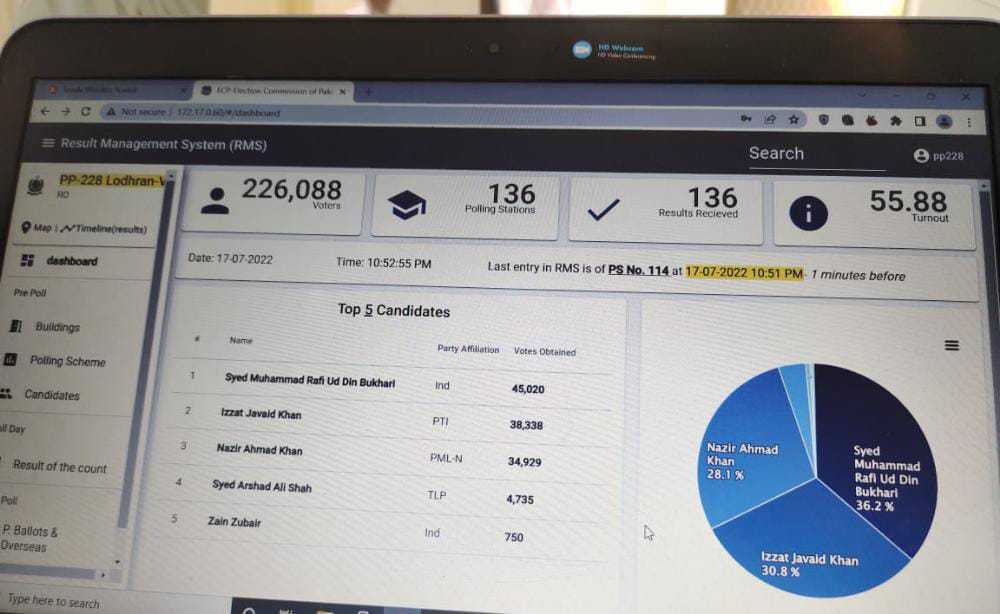 HD Webcam
HD Video Conferencing
ECP-Election Commission of Paki
Not secure | 172.17.0.60/#/dashboard
Result Management System (RMS)
Search
pp228
PP-228 Lodhran-V
RO
Map | Timeline(results)
dashboard
Pre Poll
Buildings
Polling Scheme
Candidates
ll Day
Result of the count
Poll
P. Ballots &
Overseas
226,088
Voters
136
Polling Stations
136
Results Recieved
55.88
Turnout
Date: 17-07-2022
Time: 10:52:55 PM
Last entry in RMS is of PS No. 114 at 17-07-2022 10:51 PM- 1 minutes before
Top 5 Candidates
# Name Party Affiliation Votes Obtained
1 Syed Muhammad Rafi Ud Din Bukhari Ind 45,020
2 Izzat Javaid Khan PTI 38,338
3 Nazir Ahmad Khan PML-N 34,929
4 Syed Arshad Ali Shah TLP 4,735
5 Zain Zubair Ind 750
Nazir Ahmad
Khan
28.1 %
Syed
Muhammad
Rafi Ud Din
Bukhari
36.2 %
Izzat Javaid Khan
30.8 %
Type here to search